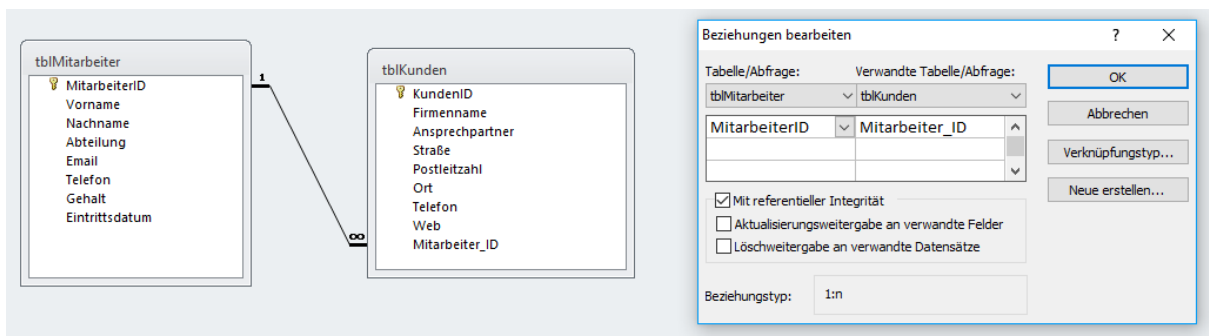 tblMitarbeiter
MitarbeiterID
Vorname
Nachname
Abteilung
Email
Telefon
Gehalt
Eintrittsdatum
1
∞
tblKunden
KundenID
Firmenname
Ansprechpartner
Straße
Postleitzahl
Ort
Telefon
Web
Mitarbeiter_ID
Beziehungen bearbeiten ? ×
Tabelle/Abfrage: Verwandte Tabelle/Abfrage:
tblMitarbeiter tblKunden
MitarbeiterID Mitarbeiter_ID
Mit referentieller Integrität
Aktualisierungsweitergabe an verwandte Felder
Löschweitergabe an verwandte Datensätze
Beziehungstyp: 1:n
OK
Abbrechen
Verknüpfungstyp...
Neue erstellen...